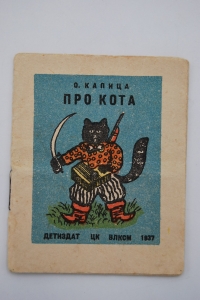 О. КАПИЦА
ПРО КОТА
ДЕТИЗДАТ ЦК ВЛКСМ 1937